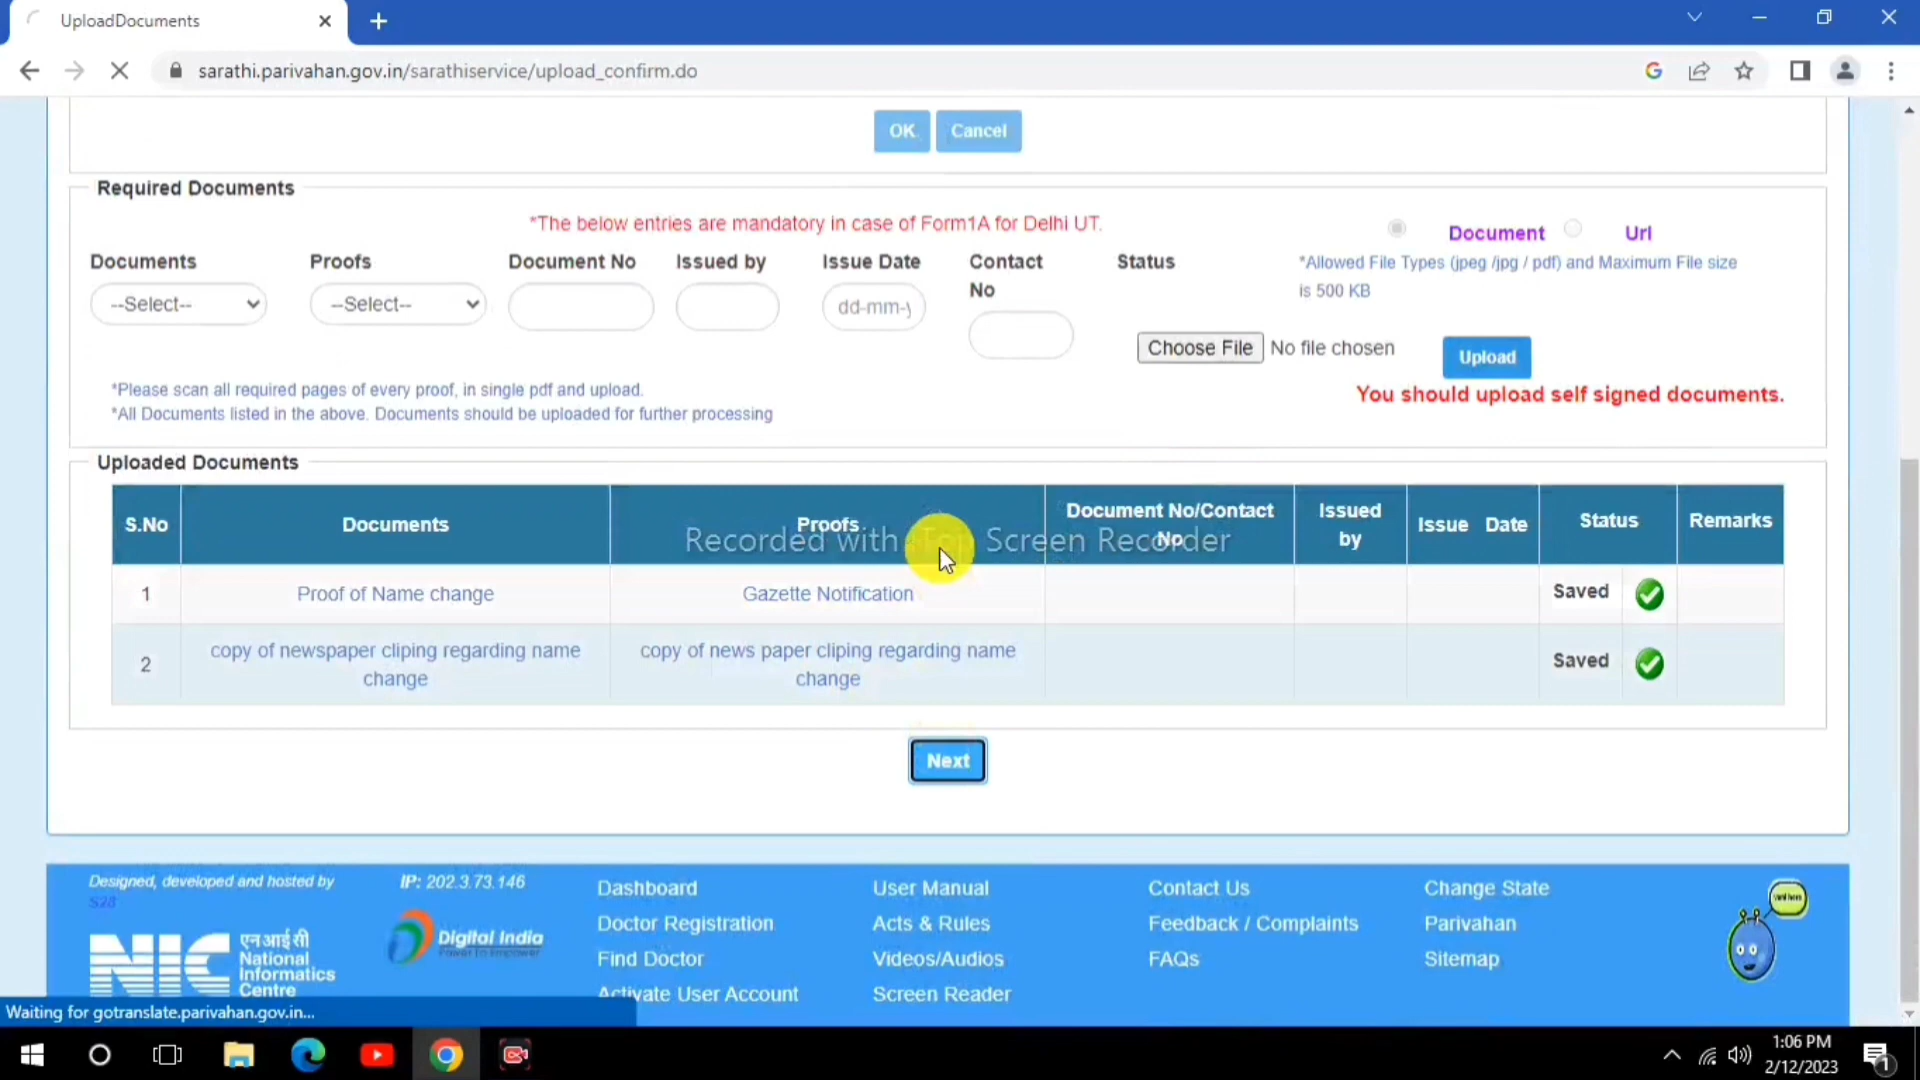 UploadDocuments
sarathi.parivahan.gov.in/sarathiservice/upload_confirm.do
OK Cancel
Required Documents
*The below entries are mandatory in case of Form1A for Delhi UT.
Document Url
Documents Proofs Document No Issued by Issue Date Contact No Status
*Allowed File Types (jpeg /jpg / pdf) and Maximum File size is 500 KB
--Select-- --Select-- dd-mm-y
Choose File No file chosen Upload
You should upload self signed documents.
*Please scan all required pages of every proof, in single pdf and upload.
*All Documents listed in the above. Documents should be uploaded for further processing
Uploaded Documents
S.No Documents Proofs Document No/Contact No Issued by Issue Date Status Remarks
Recorded with Screen Recorder
1 Proof of Name change Gazette Notification Saved
2 copy of newspaper cliping regarding name change copy of news paper cliping regarding name change Saved
Next
Designed, developed and hosted by
S28
IP: 202.3.73.146
NIC
एन आई सी
National
Informatics
Centre
Digital India
Power To Empower
Dashboard User Manual Contact Us Change State
Doctor Registration Acts & Rules Feedback / Complaints Parivahan
Find Doctor Videos/Audios FAQs Sitemap
Activate User Account Screen Reader
Waiting for gotranslate.parivahan.gov.in...
1:06 PM
2/12/2023
1